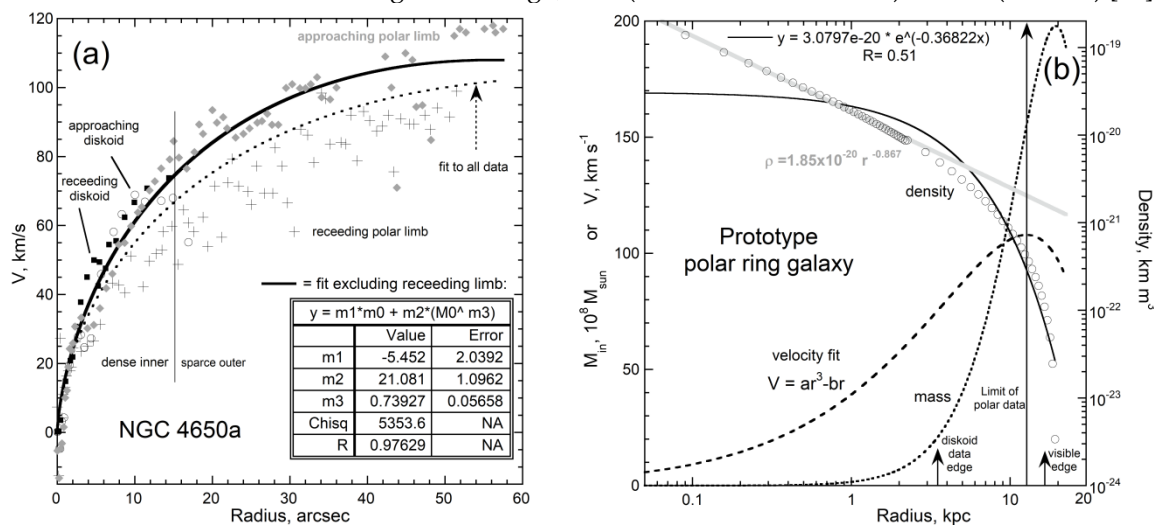 (a)
approaching polar limb
approaching
diskoid
receeding
diskoid
fit to all data
receeding polar limb
= fit excluding receeding limb:
y = m1*m0 + m2*(M0^ m3)
Value Error
m1 -5.452 2.0392
m2 21.081 1.0962
m3 0.73927 0.05658
Chisq 5353.6 NA
R 0.97629 NA
dense inner sparce outer
NGC 4650a
V, km/s
120
100
80
60
40
20
0
0 10 20 30 40 50 60
Radius, arcsec
(b)
y = 3.0797e-20 * e^(-0.36822x)
R= 0.51
ρ =1.85x10^-20 r^-0.867
density
Prototype
polar ring galaxy
velocity fit
V = ar^3-br
mass
Limit of
polar data
diskoid
data
edge
visible
edge
M_in, 10^8 M_sun or V, km s^-1
200
150
100
50
0
0.1 1 10
Radius, kpc
10^-19
10^-20
10^-21
10^-22
10^-23
10^-24
Density, km m^3